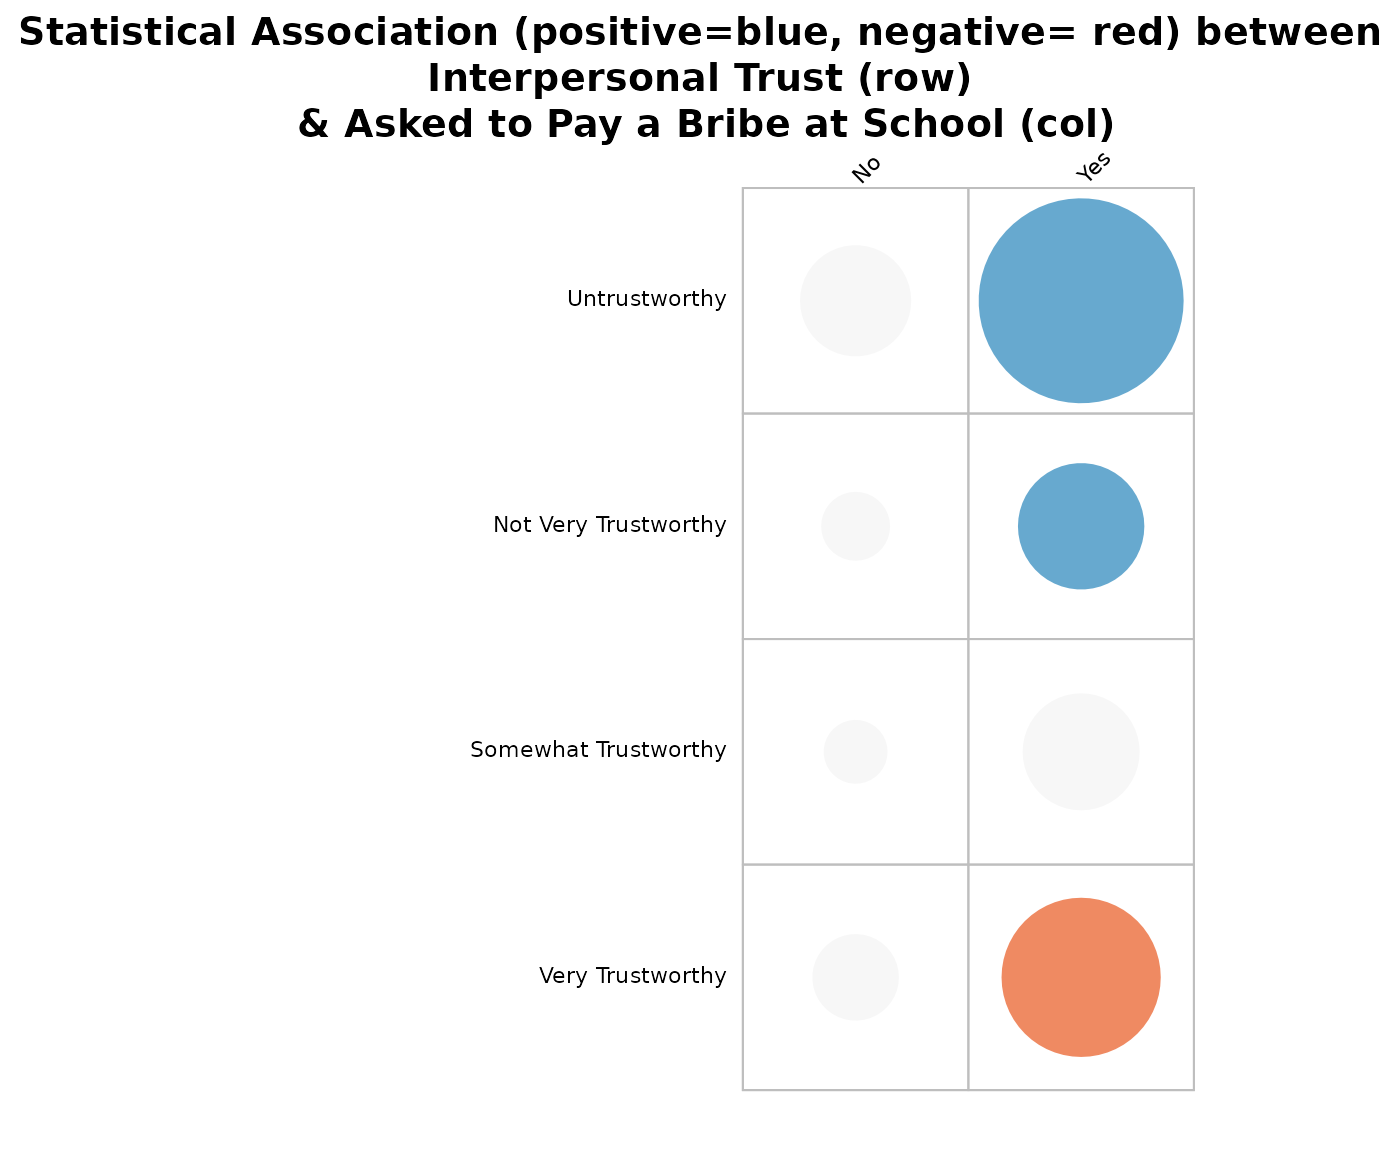 Statistical Association (positive=blue, negative= red) between
Interpersonal Trust (row)
& Asked to Pay a Bribe at School (col)
No
Yes
Untrustworthy
Not Very Trustworthy
Somewhat Trustworthy
Very Trustworthy